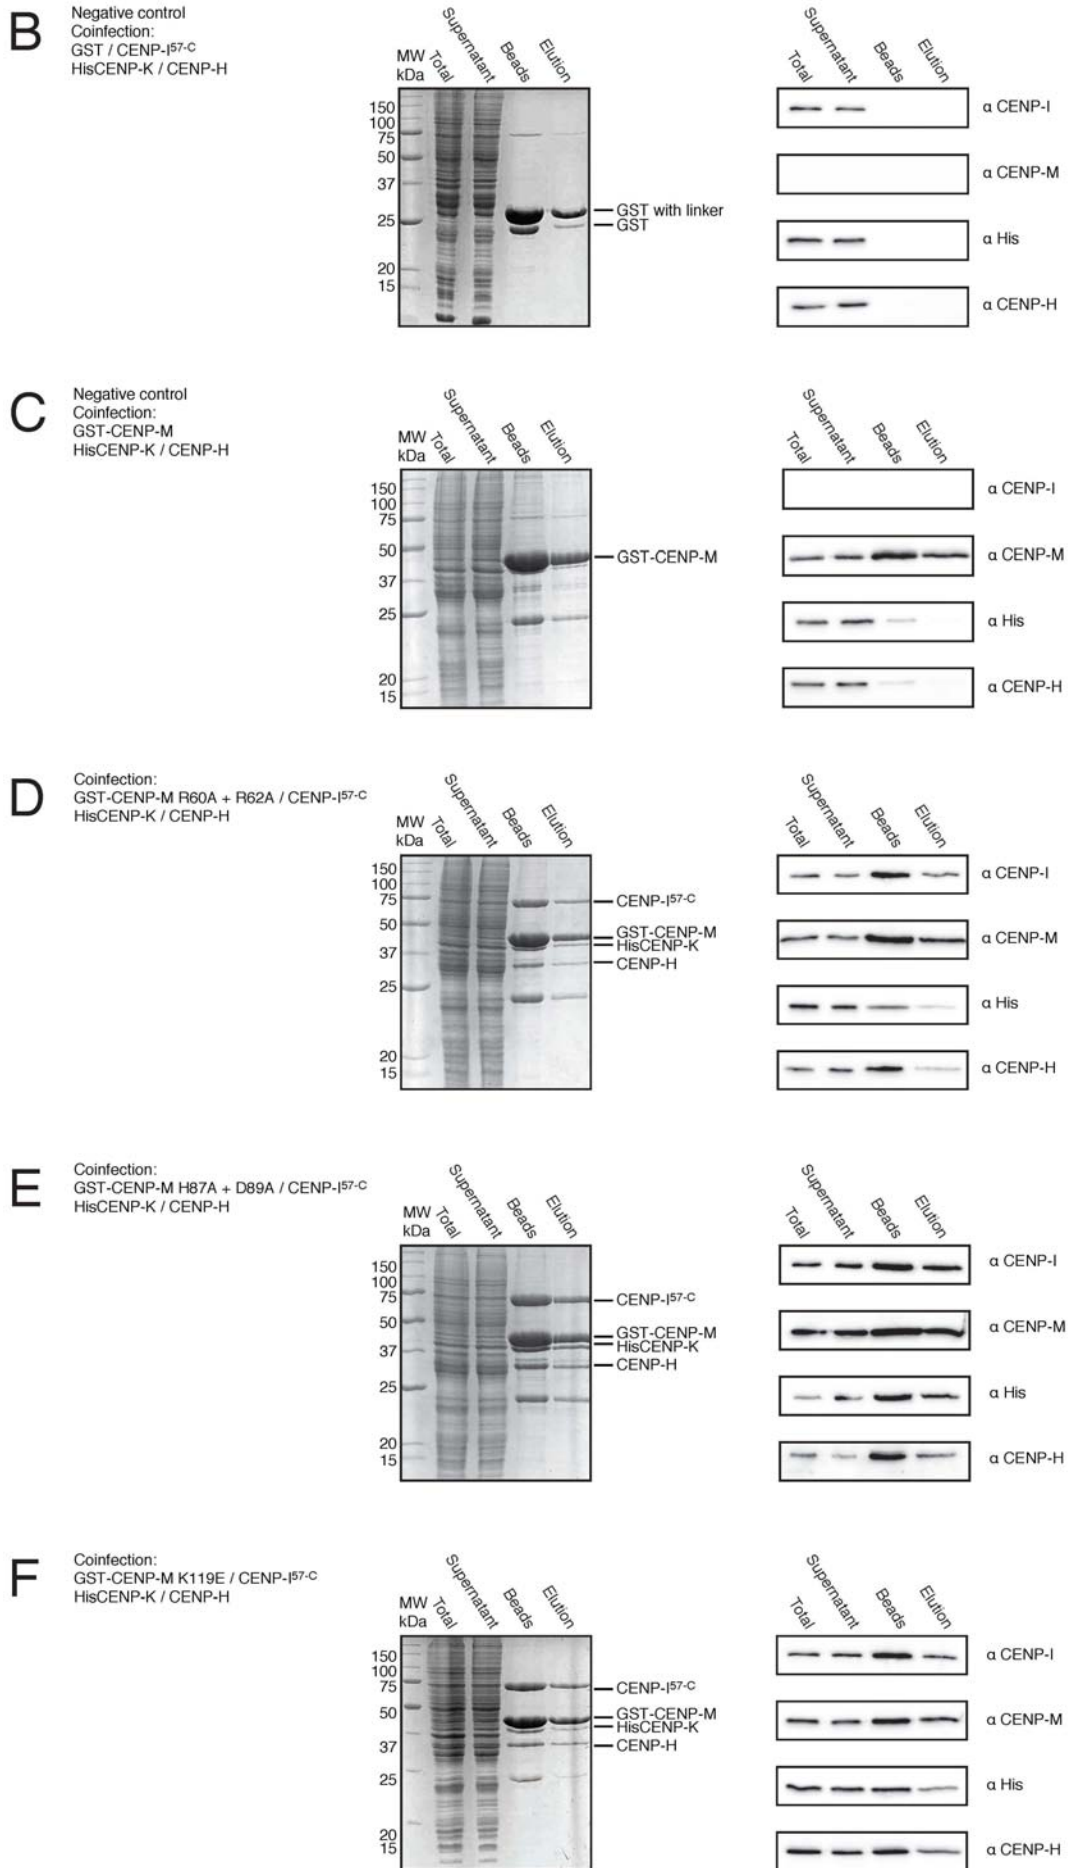 B
Negative control
Coinfection:
GST / CENP-I57-C
HisCENP-K / CENP-H
MW
kDa
Total
Supernatant
Beads
Elution
150
100
75
50
37
25
20
15
GST with linker
GST
Total
Supernatant
Beads
Elution
α CENP-I
α CENP-M
α His
α CENP-H
C
Negative control
Coinfection:
GST-CENP-M
HisCENP-K / CENP-H
MW
kDa
Total
Supernatant
Beads
Elution
150
100
75
50
37
25
20
15
GST-CENP-M
Total
Supernatant
Beads
Elution
α CENP-I
α CENP-M
α His
α CENP-H
D
Coinfection:
GST-CENP-M R60A + R62A / CENP-I57-C
HisCENP-K / CENP-H
MW
kDa
Total
Supernatant
Beads
Elution
150
100
75
50
37
25
20
15
CENP-I57-C
GST-CENP-M
HisCENP-K
CENP-H
Total
Supernatant
Beads
Elution
α CENP-I
α CENP-M
α His
α CENP-H
E
Coinfection:
GST-CENP-M H87A + D89A / CENP-I57-C
HisCENP-K / CENP-H
MW
kDa
Total
Supernatant
Beads
Elution
150
100
75
50
37
25
20
15
CENP-I57-C
GST-CENP-M
HisCENP-K
CENP-H
Total
Supernatant
Beads
Elution
α CENP-I
α CENP-M
α His
α CENP-H
F
Coinfection:
GST-CENP-M K119E / CENP-I57-C
HisCENP-K / CENP-H
MW
kDa
Total
Supernatant
Beads
Elution
150
100
75
50
37
25
20
15
CENP-I57-C
GST-CENP-M
HisCENP-K
CENP-H
Total
Supernatant
Beads
Elution
α CENP-I
α CENP-M
α His
α CENP-H